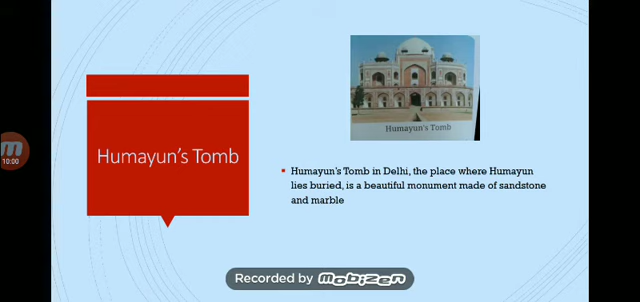 Humayun's Tomb
m
10:00
Humayun's Tomb
Humayun's Tomb in Delhi, the place where Humayun
lies buried, is a beautiful monument made of sandstone
and marble
Recorded by mobizen